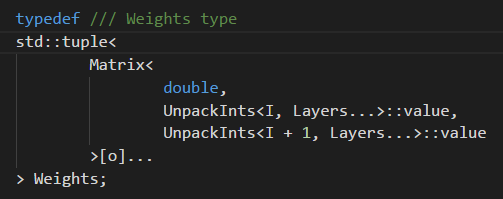 typedef /// Weights type
std::tuple<
Matrix<
double,
UnpackInts<I, Layers...>::value,
UnpackInts<I + 1, Layers...>::value
>[o]...
> Weights;